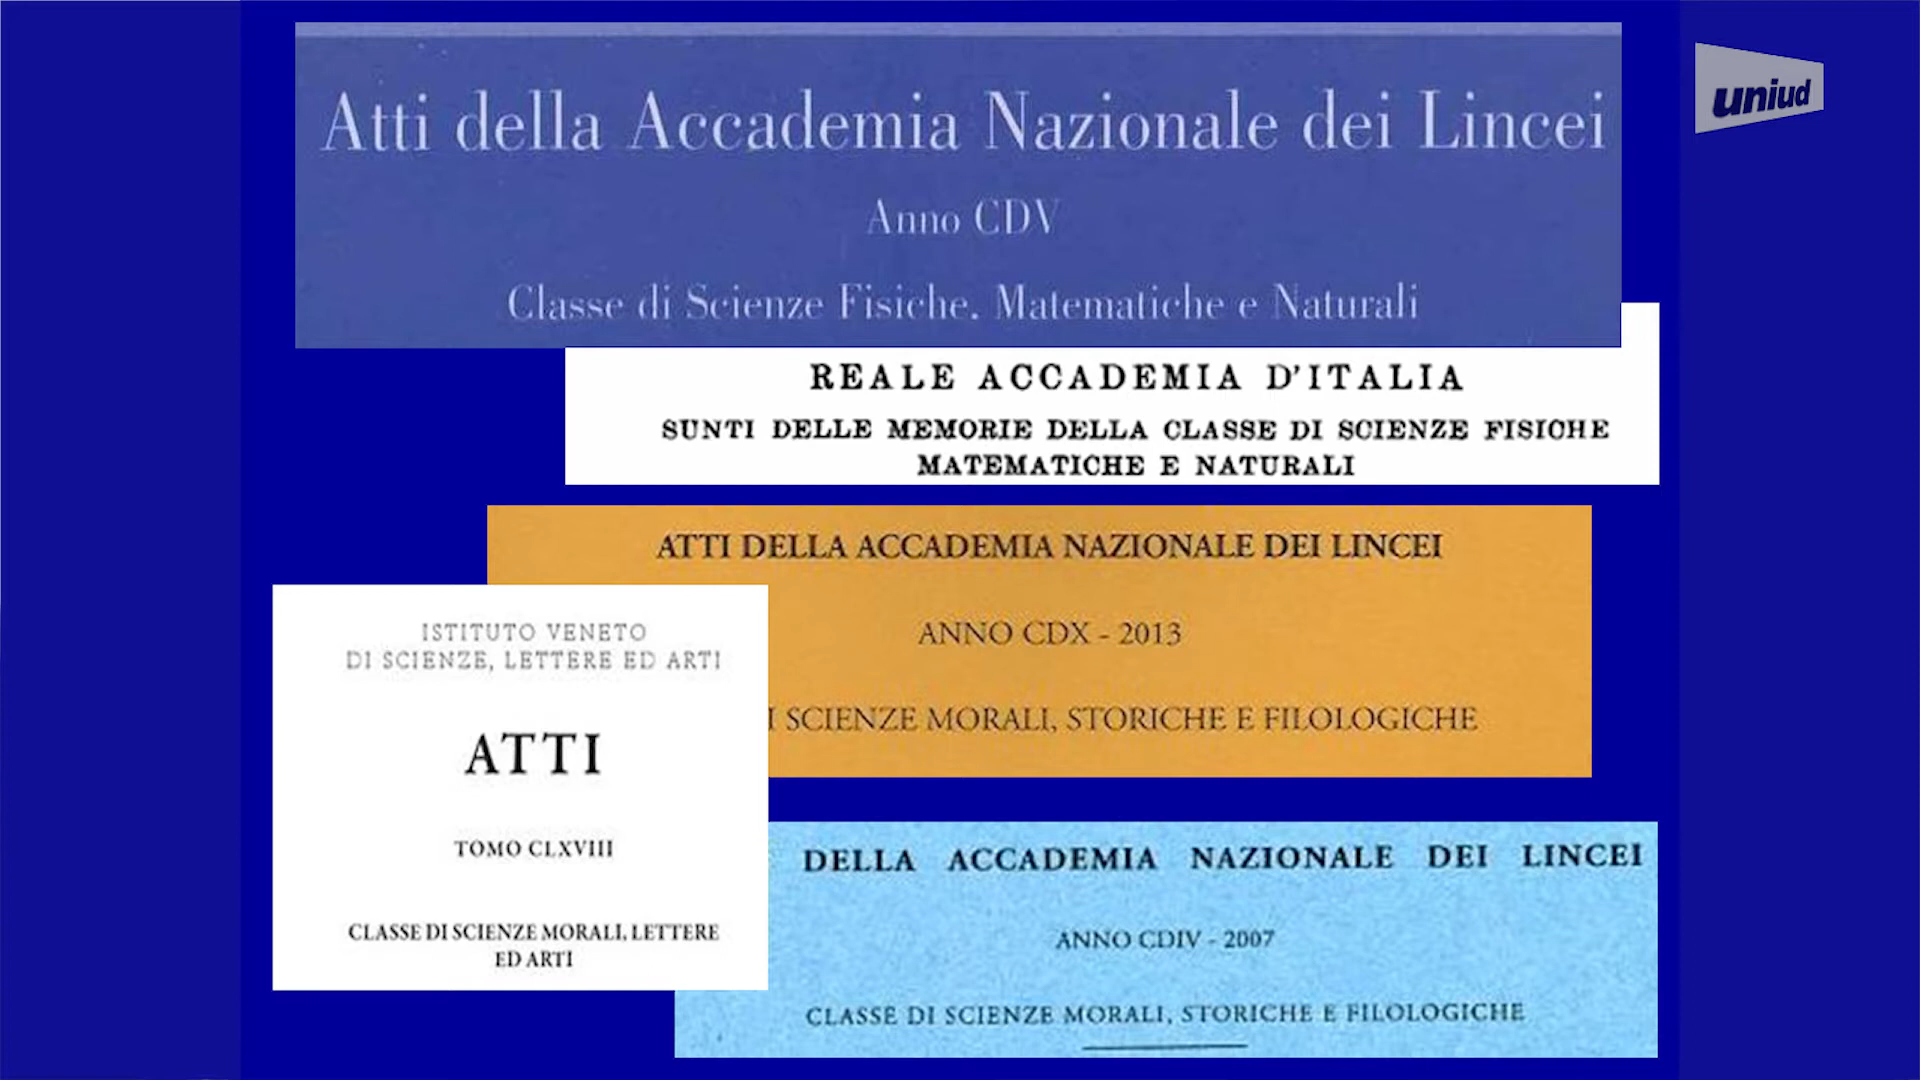 Atti della Accademia Nazionale dei Lincei
Anno CDV
Classe di Scienze Fisiche, Matematiche e Naturali
uniud
REALE ACCADEMIA D'ITALIA
SUNTI DELLE MEMORIE DELLA CLASSE DI SCIENZE FISICHE
MATEMATICHE E NATURALI
ATTI DELLA ACCADEMIA NAZIONALE DEI LINCEI
ANNO CDX - 2013
I SCIENZE MORALI, STORICHE E FILOLOGICHE
ISTITUTO VENETO
DI SCIENZE, LETTERE ED ARTI
ATTI
TOMO CLXVIII
CLASSE DI SCIENZE MORALI, LETTERE
ED ARTI
DELLA ACCADEMIA NAZIONALE DEI LINCEI
ANNO CDIV - 2007
CLASSE DI SCIENZE MORALI, STORICHE E FILOLOGICHE